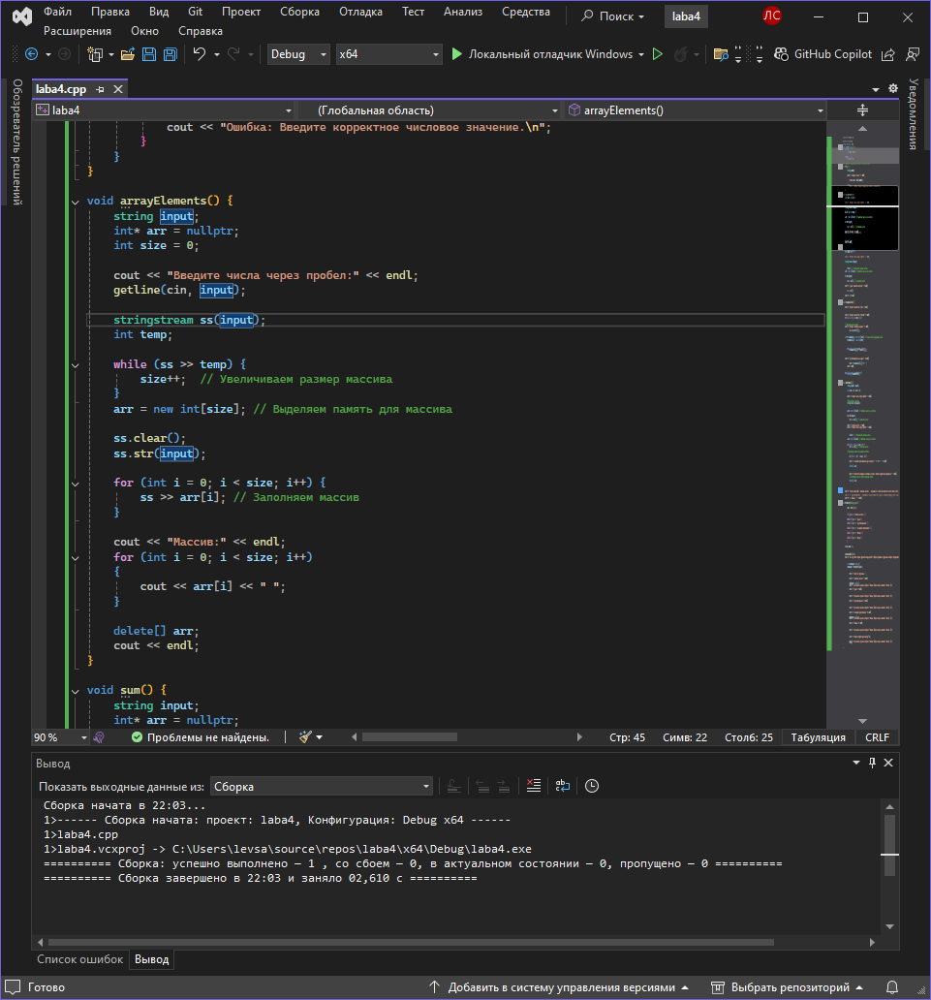 Файл Правка Вид Git Проект Сборка Отладка Тест Анализ Средства Поиск laba4 ЛС
Расширения Окно Справка
Debug x64 Локальный отладчик Windows GitHub Copilot
Обозреватель решений
Уведомления
laba4.cpp
laba4 (Глобальная область) arrayElements()
cout << "Ошибка: Введите корректное числовое значение.\n";
}
}
}
void arrayElements() {
string input;
int* arr = nullptr;
int size = 0;
cout << "Введите числа через пробел:" << endl;
getline(cin, input);
stringstream ss(input);
int temp;
while (ss >> temp) {
size++; // Увеличиваем размер массива
}
arr = new int[size]; // Выделяем память для массива
ss.clear();
ss.str(input);
for (int i = 0; i < size; i++) {
ss >> arr[i]; // Заполняем массив
}
cout << "Массив:" << endl;
for (int i = 0; i < size; i++)
{
cout << arr[i] << " ";
}
delete[] arr;
cout << endl;
}
void sum() {
string input;
int* arr = nullptr;
90 % Проблемы не найдены. Стр: 45 Симв: 22 Столб: 25 Табуляция CRLF
Вывод
Показать выходные данные из: Сборка
Сборка начата в 22:03...
1>------ Сборка начата: проект: laba4, Конфигурация: Debug x64 ------
1>laba4.cpp
1>laba4.vcxproj -> C:\Users\levsa\source\repos\laba4\x64\Debug\laba4.exe
========== Сборка: успешно выполнено — 1 , со сбоем — 0, в актуальном состоянии — 0, пропущено — 0 ==========
========== Сборка завершено в 22:03 и заняло 02,610 с ==========
Список ошибок Вывод
Готово Добавить в систему управления версиями Выбрать репозиторий